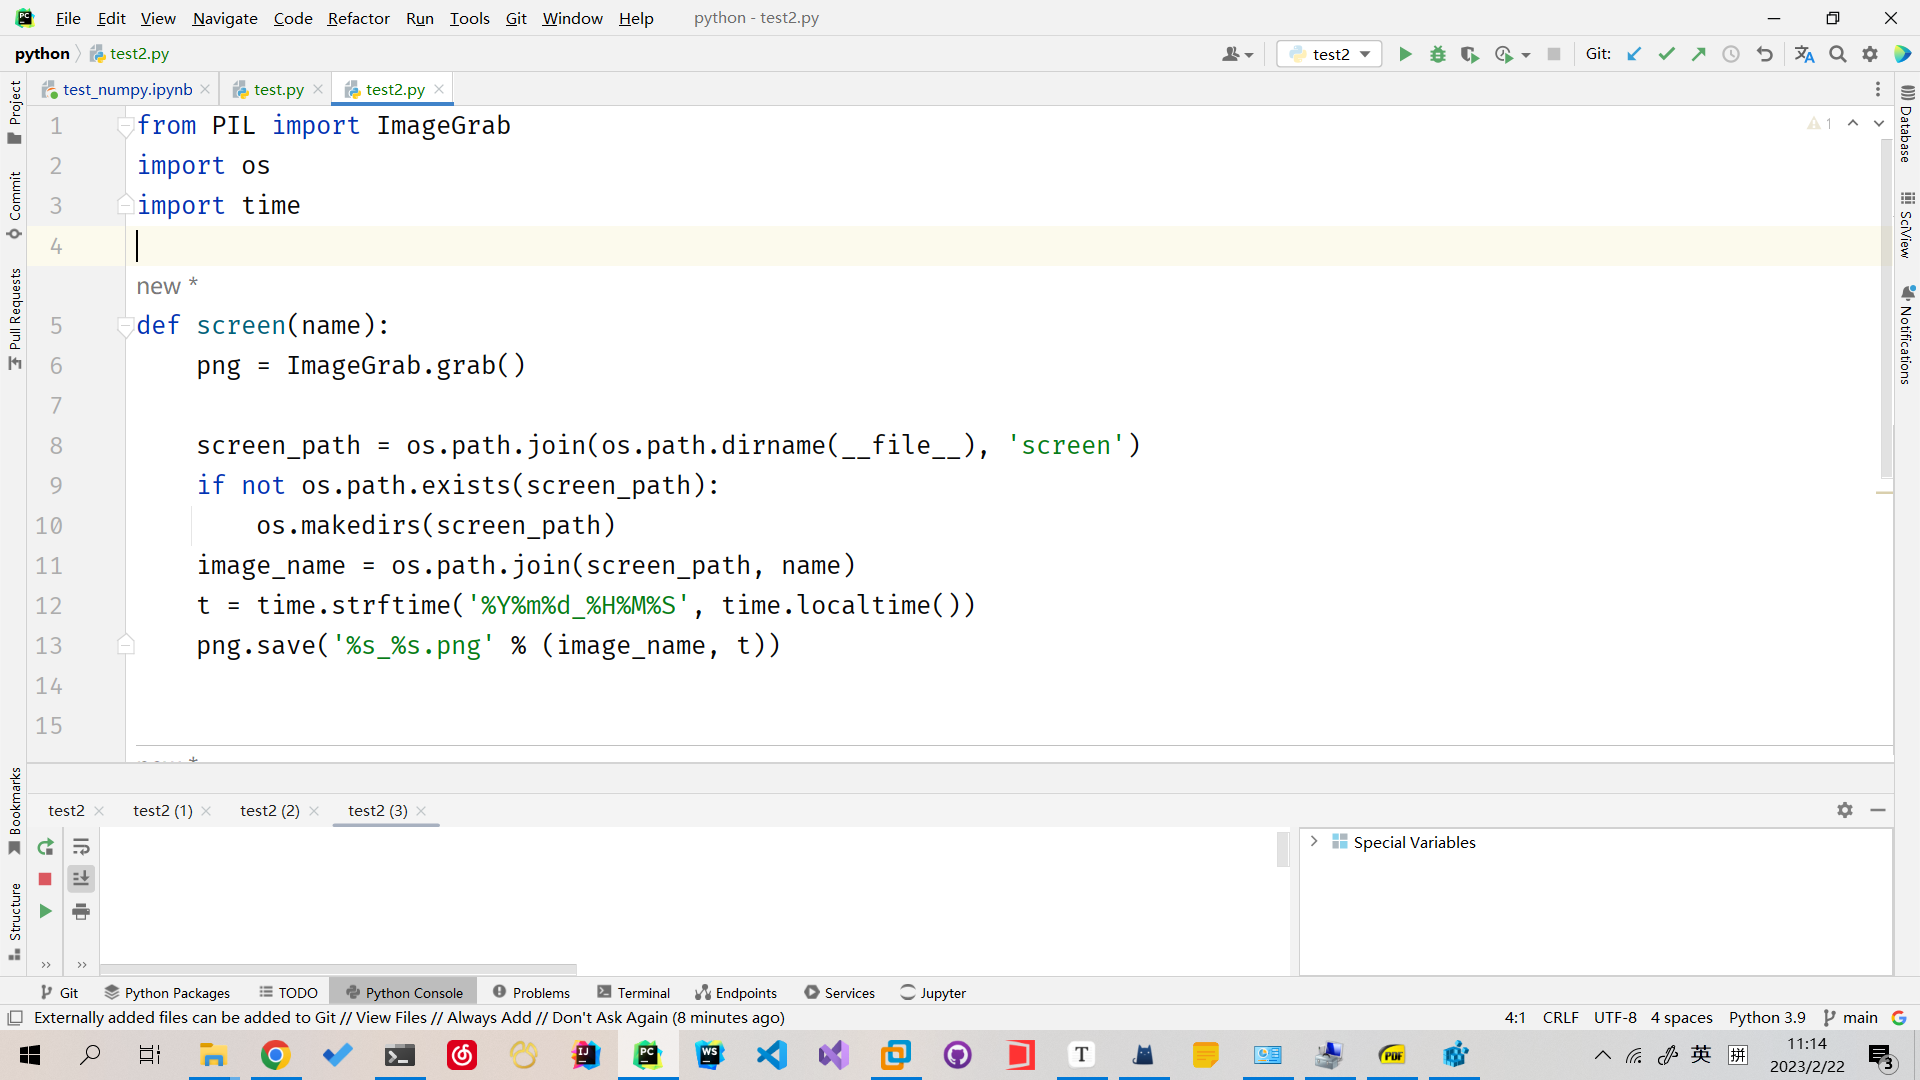 File Edit View Navigate Code Refactor Run Tools Git Window Help python - test2.py
python test2.py test2 Git:
test_numpy.ipynb test.py test2.py
1 from PIL import ImageGrab
2 import os
3 import time
4
new *
5 def screen(name):
6 png = ImageGrab.grab()
7
8 screen_path = os.path.join(os.path.dirname(__file__), 'screen')
9 if not os.path.exists(screen_path):
10 os.makedirs(screen_path)
11 image_name = os.path.join(screen_path, name)
12 t = time.strftime('%Y%m%d_%H%M%S', time.localtime())
13 png.save('%s_%s.png' % (image_name, t))
14
15
1
Project
Commit
Pull Requests
Bookmarks
Structure
Database
SciView
Notifications
test2 test2 (1) test2 (2) test2 (3)
Special Variables
Git Python Packages TODO Python Console Problems Terminal Endpoints Services Jupyter
Externally added files can be added to Git // View Files // Always Add // Don't Ask Again (8 minutes ago) 4:1 CRLF UTF-8 4 spaces Python 3.9 main
英 拼 11:14
2023/2/22
3